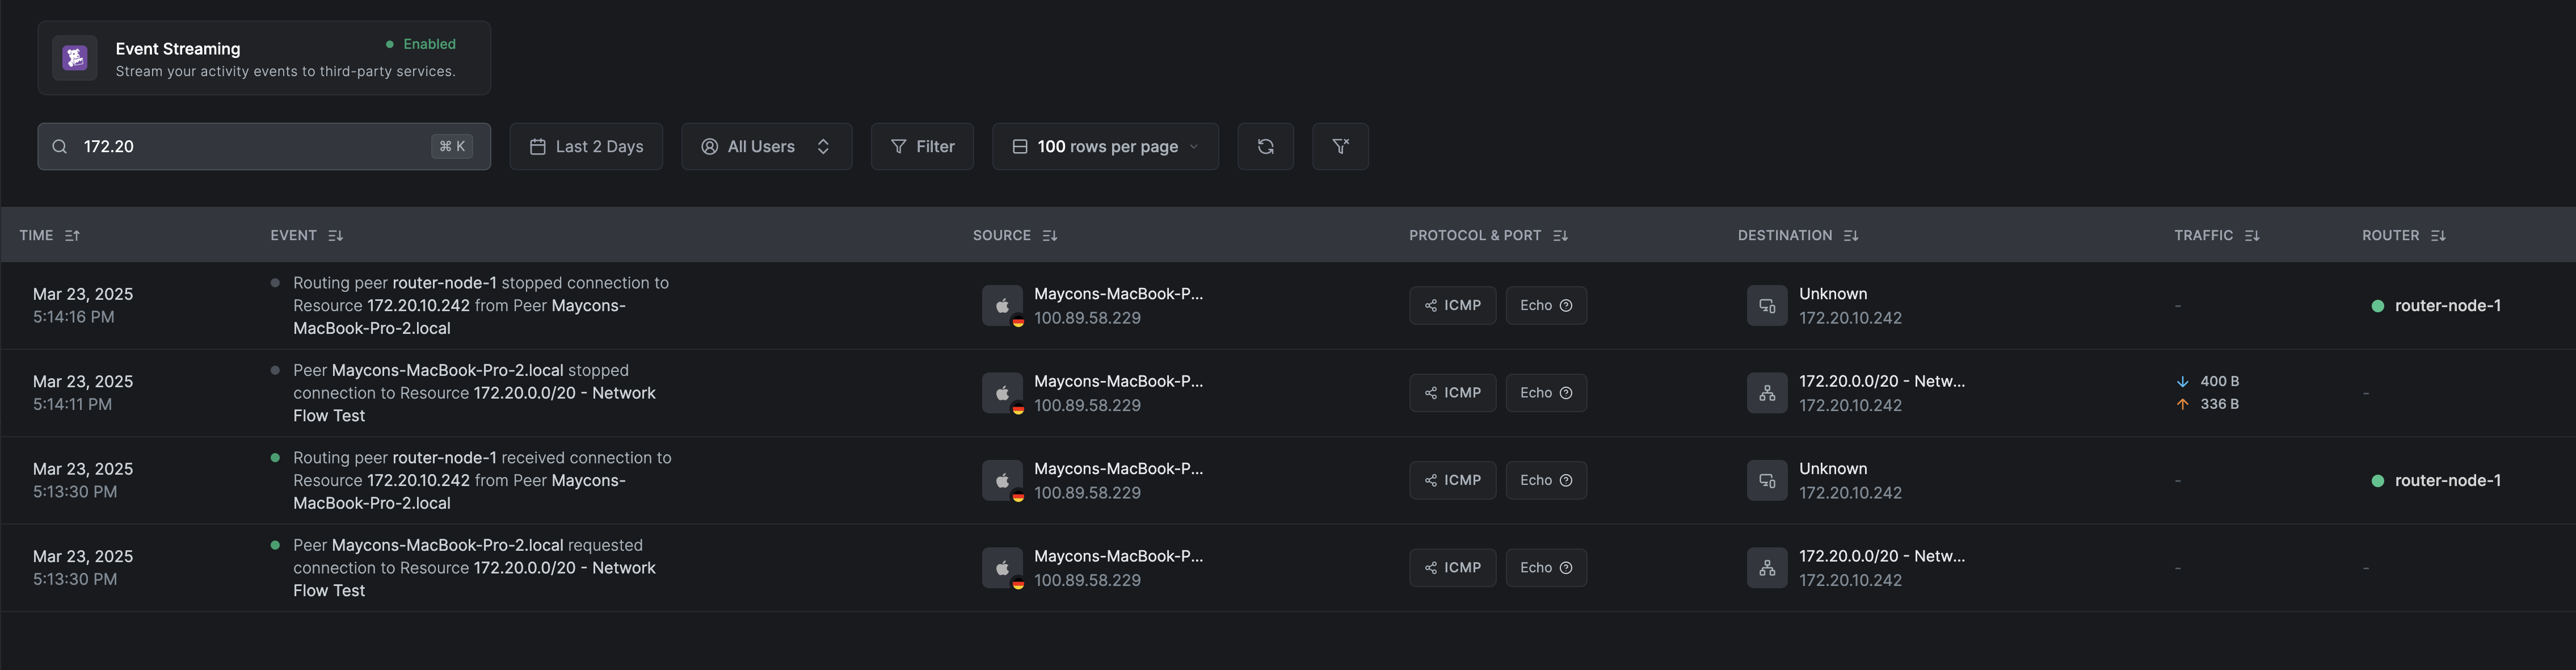 Event Streaming
Enabled
Stream your activity events to third-party services.
172.20
⌘ K
Last 2 Days
All Users
Filter
100 rows per page
TIME EVENT SOURCE PROTOCOL & PORT DESTINATION TRAFFIC ROUTER
Mar 23, 2025
5:14:16 PM
Routing peer router-node-1 stopped connection to
Resource 172.20.10.242 from Peer Maycons-
MacBook-Pro-2.local
Maycons-MacBook-P...
100.89.58.229
ICMP
Echo
Unknown
172.20.10.242
-
router-node-1
Mar 23, 2025
5:14:11 PM
Peer Maycons-MacBook-Pro-2.local stopped
connection to Resource 172.20.0.0/20 - Network
Flow Test
Maycons-MacBook-P...
100.89.58.229
ICMP
Echo
172.20.0.0/20 - Netw...
172.20.10.242
400 B
336 B
-
Mar 23, 2025
5:13:30 PM
Routing peer router-node-1 received connection to
Resource 172.20.10.242 from Peer Maycons-
MacBook-Pro-2.local
Maycons-MacBook-P...
100.89.58.229
ICMP
Echo
Unknown
172.20.10.242
-
router-node-1
Mar 23, 2025
5:13:30 PM
Peer Maycons-MacBook-Pro-2.local requested
connection to Resource 172.20.0.0/20 - Network
Flow Test
Maycons-MacBook-P...
100.89.58.229
ICMP
Echo
172.20.0.0/20 - Netw...
172.20.10.242
-
-